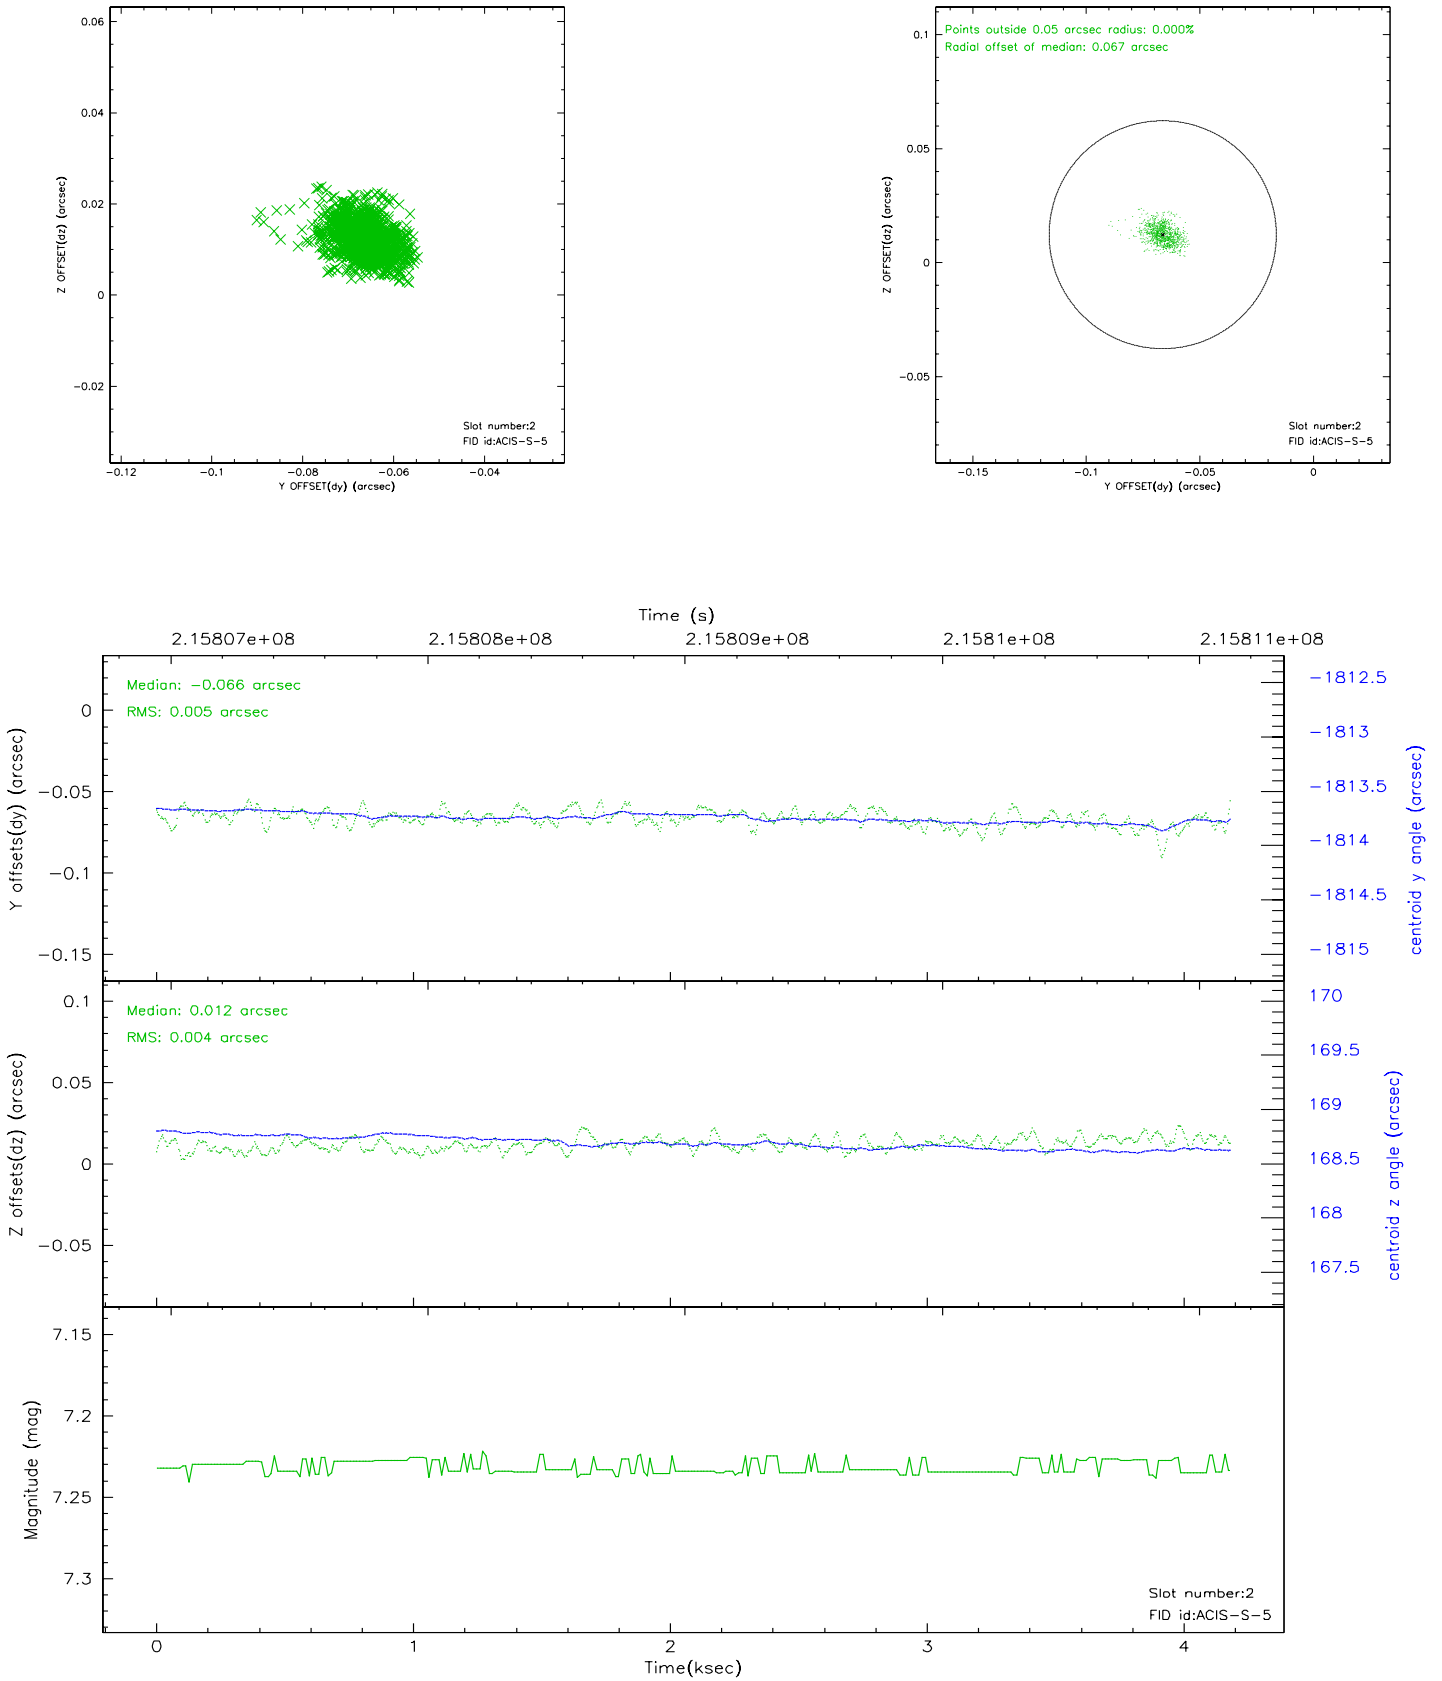 0.06
0.04
0.02
0
−0.02
Z OFFSET(dz) (arcsec)
Slot number:2
FID id:ACIS−S−5
−0.12 −0.1 −0.08 −0.06 −0.04
Y OFFSET(dy) (arcsec)
Points outside 0.05 arcsec radius: 0.000%
Radial offset of median: 0.067 arcsec
0.1
0.05
0
−0.05
Z OFFSET(dz) (arcsec)
Slot number:2
FID id:ACIS−S−5
−0.15 −0.1 −0.05 0
Y OFFSET(dy) (arcsec)
Time (s)
2.15807e+08 2.15808e+08 2.15809e+08 2.1581e+08 2.15811e+08
Median: −0.066 arcsec
RMS: 0.005 arcsec
0
−0.05
−0.1
−0.15
Y offsets(dy) (arcsec)
−1812.5
−1813
−1813.5
−1814
−1814.5
−1815
centroid y angle (arcsec)
Median: 0.012 arcsec
RMS: 0.004 arcsec
0.1
0.05
0
−0.05
Z offsets(dz) (arcsec)
170
169.5
169
168.5
168
167.5
centroid z angle (arcsec)
7.15
7.2
7.25
7.3
Magnitude (mag)
Slot number:2
FID id:ACIS−S−5
0 1 2 3 4
Time(ksec)